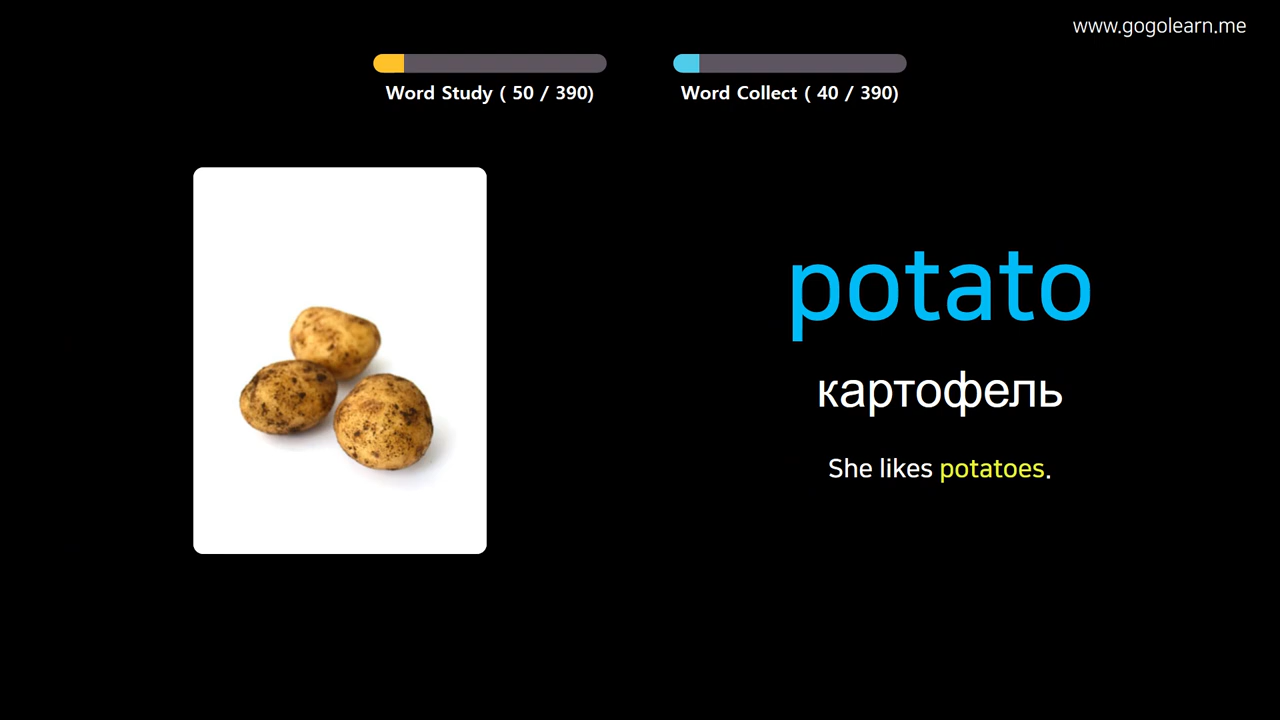 www.gogolearn.me
Word Study ( 50 / 390)
Word Collect ( 40 / 390)
potato
картофель
She likes potatoes.